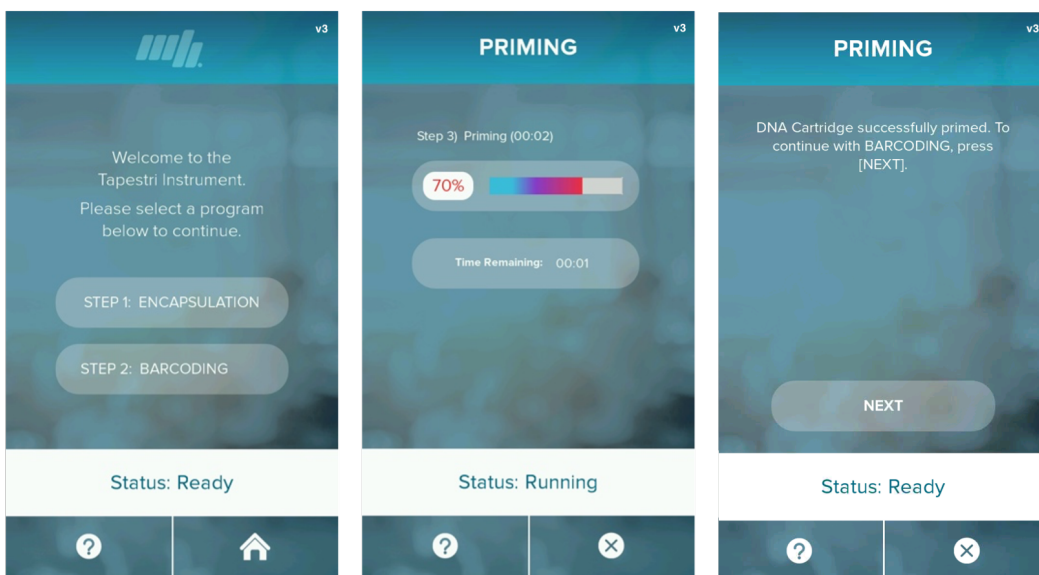 v3
Welcome to the
Tapestri Instrument.
Please select a program
below to continue.
STEP 1: ENCAPSULATION
STEP 2: BARCODING
Status: Ready
?
v3
PRIMING
Step 3) Priming (00:02)
70%
Time Remaining: 00:01
Status: Running
?
v3
PRIMING
DNA Cartridge successfully primed. To
continue with BARCODING, press
[NEXT].
NEXT
Status: Ready
?